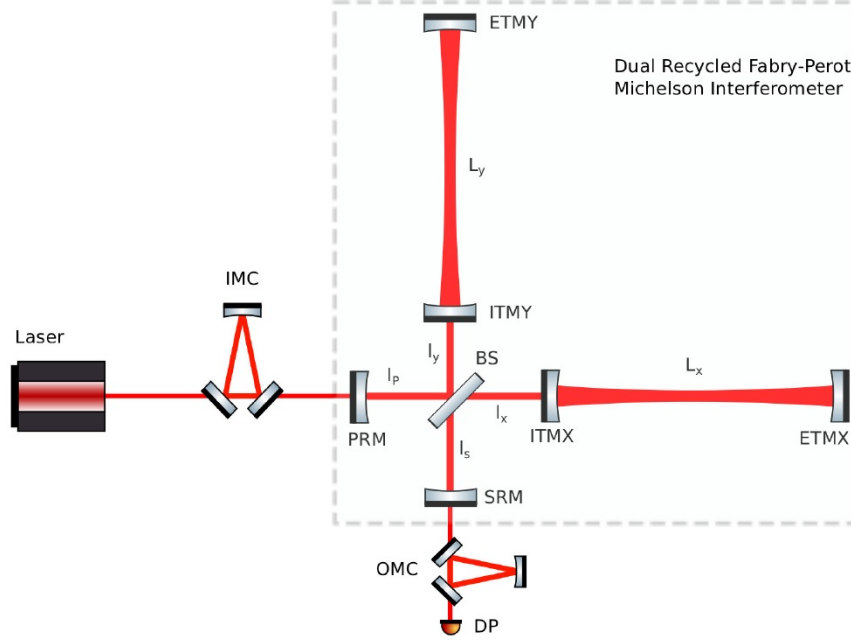 ETMY
Dual Recycled Fabry-Perot
Michelson Interferometer
Ly
IMC
ITMY
Laser
ly
BS
lP
Lx
PRM
lx
ITMX
ETMX
ls
SRM
OMC
DP